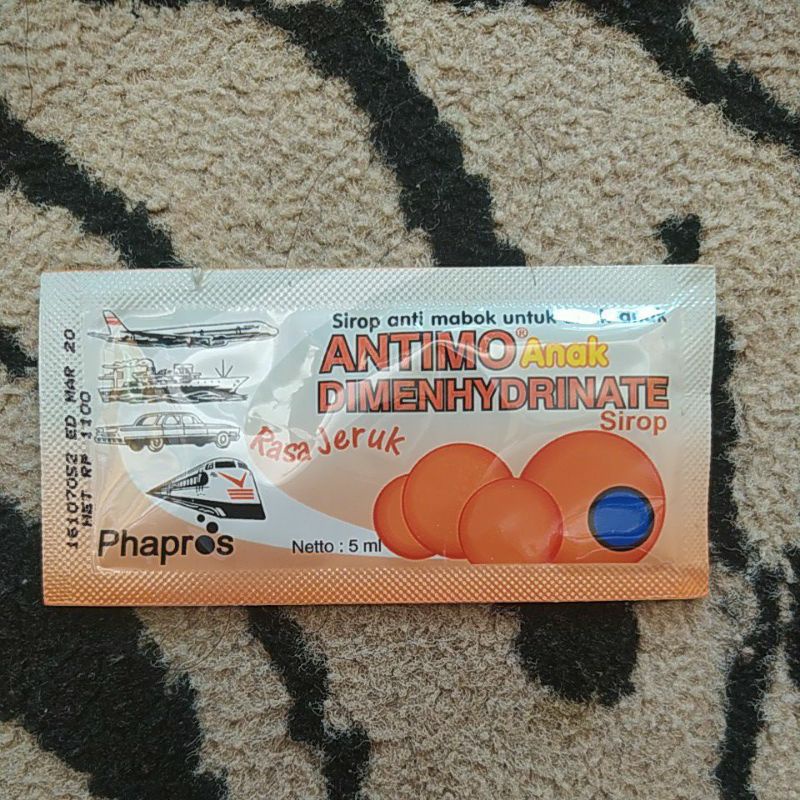 Sirop anti mabok untuk
ANTIMO® Anak
DIMENHYDRINATE
Sirop
Rasa Jeruk
Phapros
Netto : 5 ml
16107052 ED MAR 20
HET RP 1100